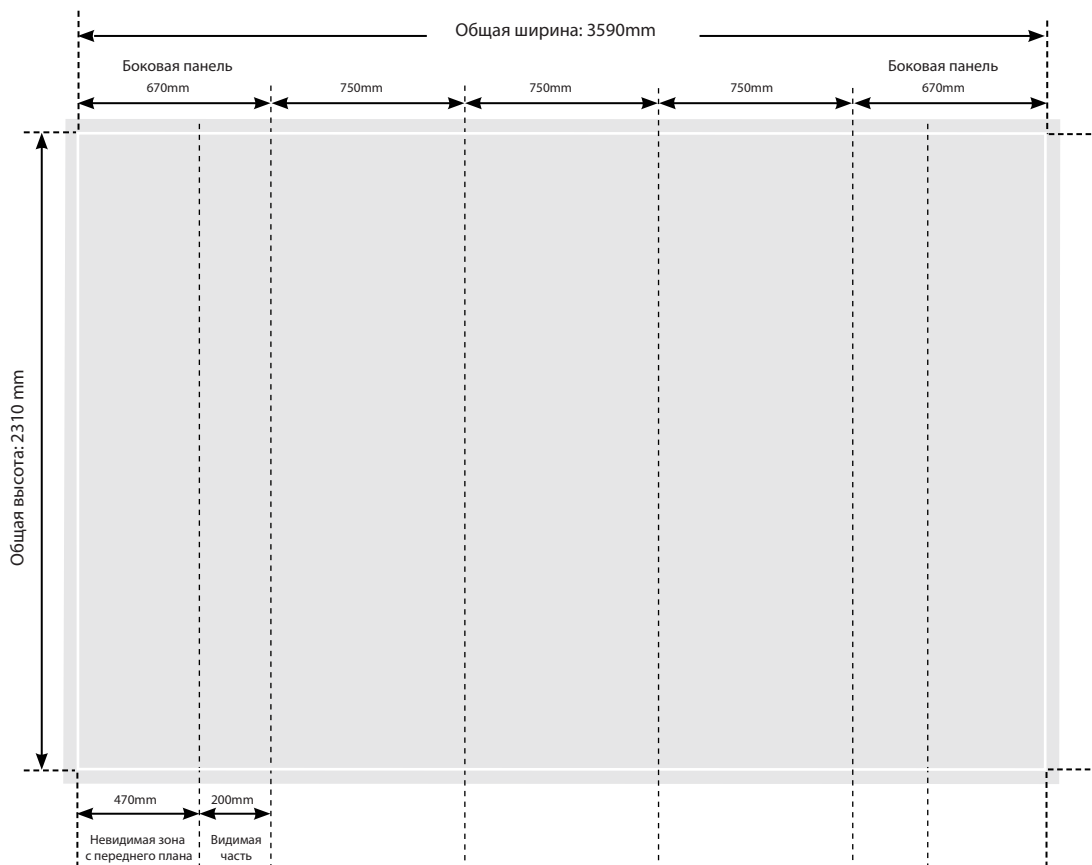 Общая ширина: 3590mm
Боковая панель
Боковая панель
670mm
750mm
750mm
750mm
670mm
Общая высота: 2310 mm
470mm
200mm
Невидимая зона
с переднего плана
Видимая
часть